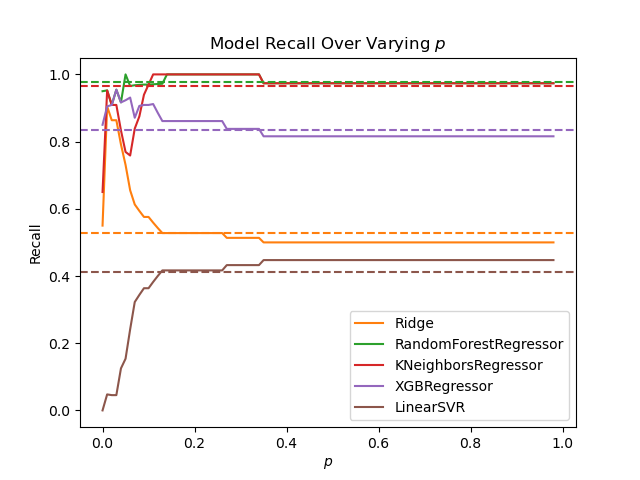 Model Recall Over Varying p
Recall
1.0
0.8
0.6
0.4
0.2
0.0
Ridge
RandomForestRegressor
KNeighborsRegressor
XGBRegressor
LinearSVR
0.0 0.2 0.4 0.6 0.8 1.0
p